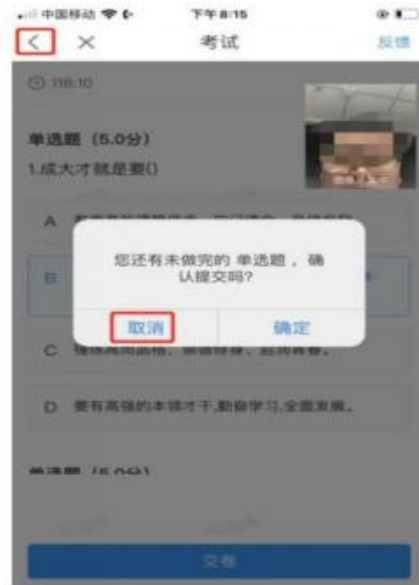 中国移动
下午8:15
考试
反馈
118:10
单选题（5.0分）
1.成大才就是要()
A
B
您还有未做完的 单选题 ，确
认提交吗?
取消
确定
C
D 要有高强的本领才干,勤奋学习,全面发展。
单选题（5.0分）
交卷